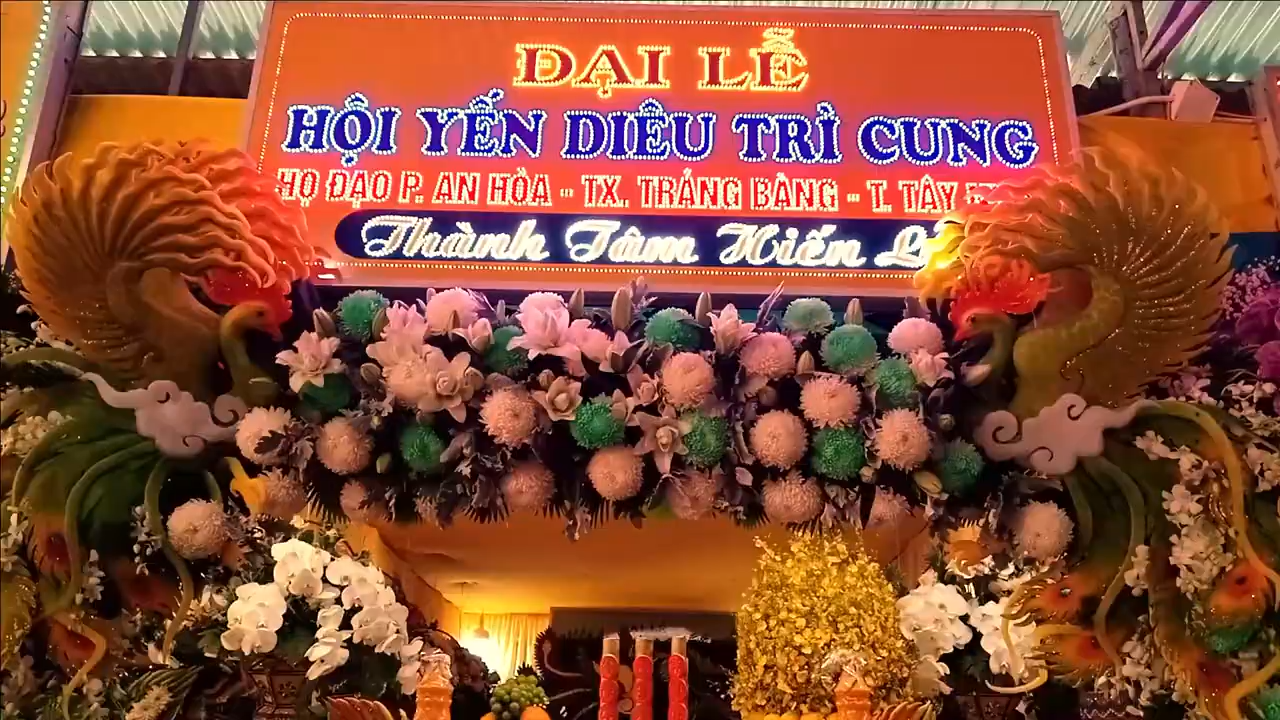 ĐẠI LỄ
HỘI YẾN DIÊU TRÌ CUNG
HỌ ĐẠO P. AN HÒA - TX. TRẢNG BÀNG - T. TÂY
Thành Tâm Hiến